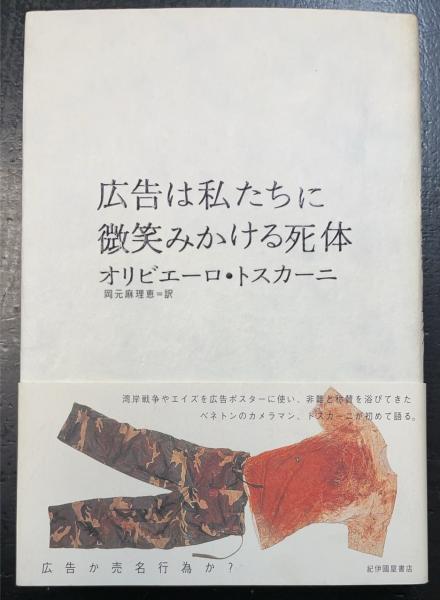 広告は私たちに
微笑みかける死体
オリビエーロ・トスカーニ
岡元麻理恵＝訳
湾岸戦争やエイズを広告ポスターに使い、非難と称賛を浴びてきた
ベネトンのカメラマン、トスカーニが初めて語る。
広告か売名行為か?
紀伊國屋書店